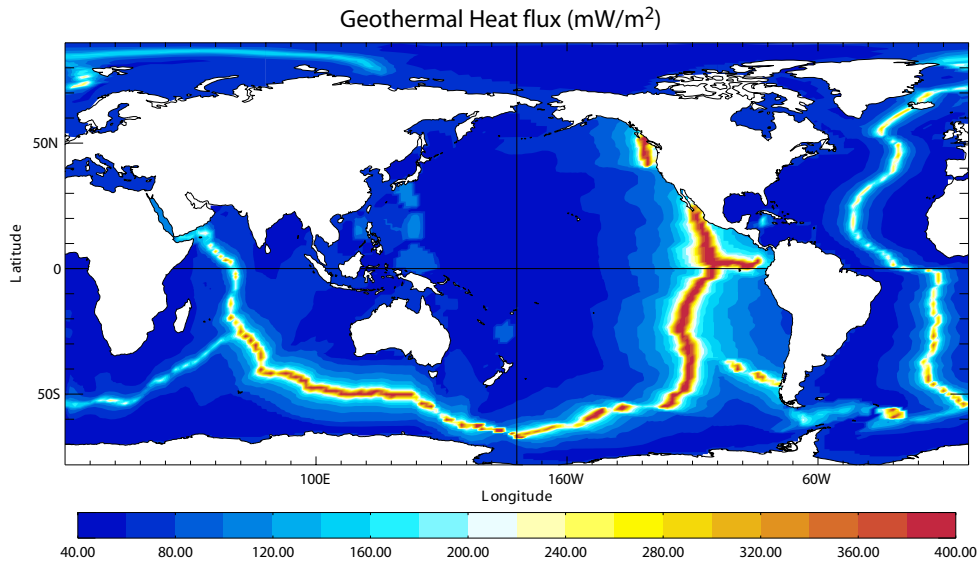 Geothermal Heat flux (mW/m²)
50N
0
50S
Latitude
100E 160W 60W
Longitude
40.00 80.00 120.00 160.00 200.00 240.00 280.00 320.00 360.00 400.00